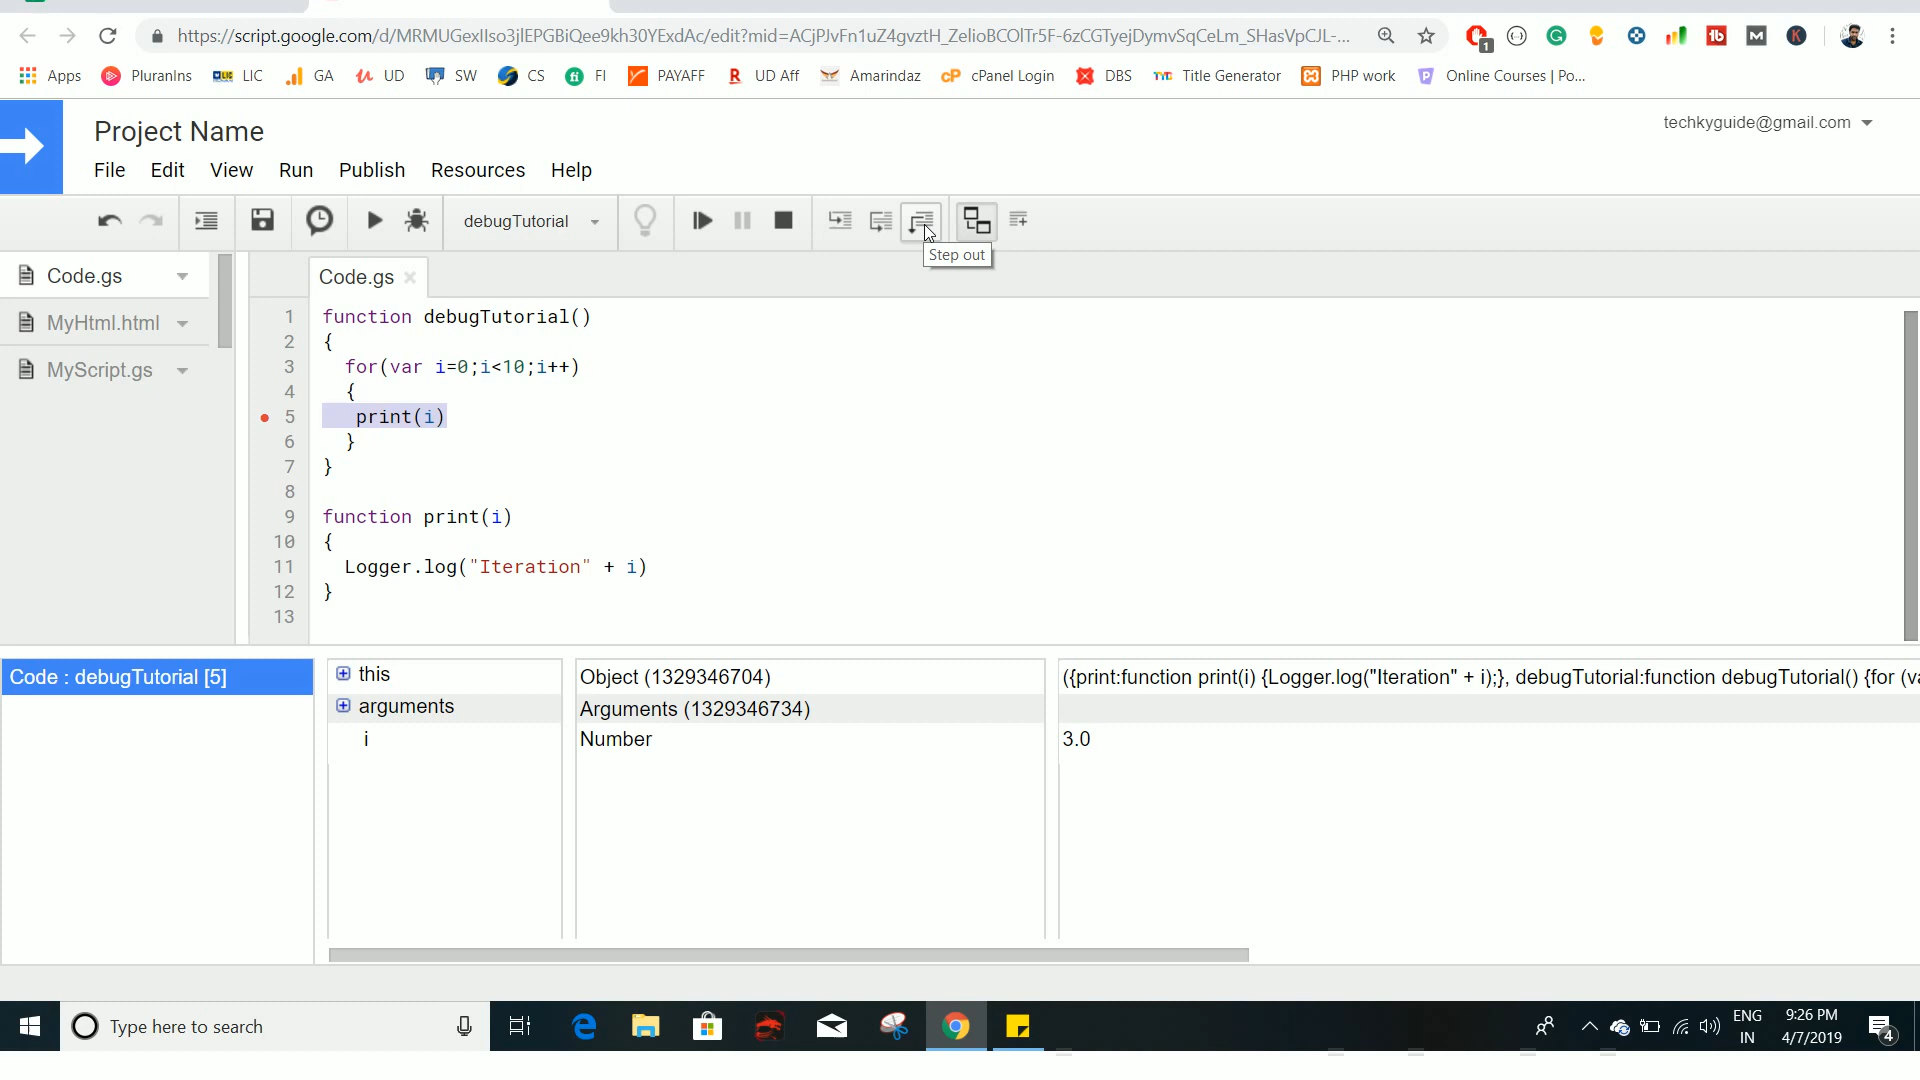 https://script.google.com/d/MRMUGexIIso3jlEPGBiQee9kh30YExdAc/edit?mid=ACjPJvFn1uZ4gvztH_ZelioBCOlTr5F-6zCGTyejDymvSqCeLm_SHasVpCJL-...
1
Apps PluranIns LIC GA UD SW CS FI PAYAFF UD Aff Amarindaz cPanel Login DBS Title Generator PHP work Online Courses | Po...
Project Name
techkyguide@gmail.com
File Edit View Run Publish Resources Help
debugTutorial
Step out
Code.gs
MyHtml.html
MyScript.gs
Code.gs
1 function debugTutorial()
2 {
3 for(var i=0;i<10;i++)
4 {
5 print(i)
6 }
7 }
8
9 function print(i)
10 {
11 Logger.log("Iteration" + i)
12 }
13
Code : debugTutorial [5]
this Object (1329346704) ({print:function print(i) {Logger.log("Iteration" + i);}, debugTutorial:function debugTutorial() {for (va
arguments Arguments (1329346734)
i Number 3.0
Type here to search
ENG
IN
9:26 PM
4/7/2019
4